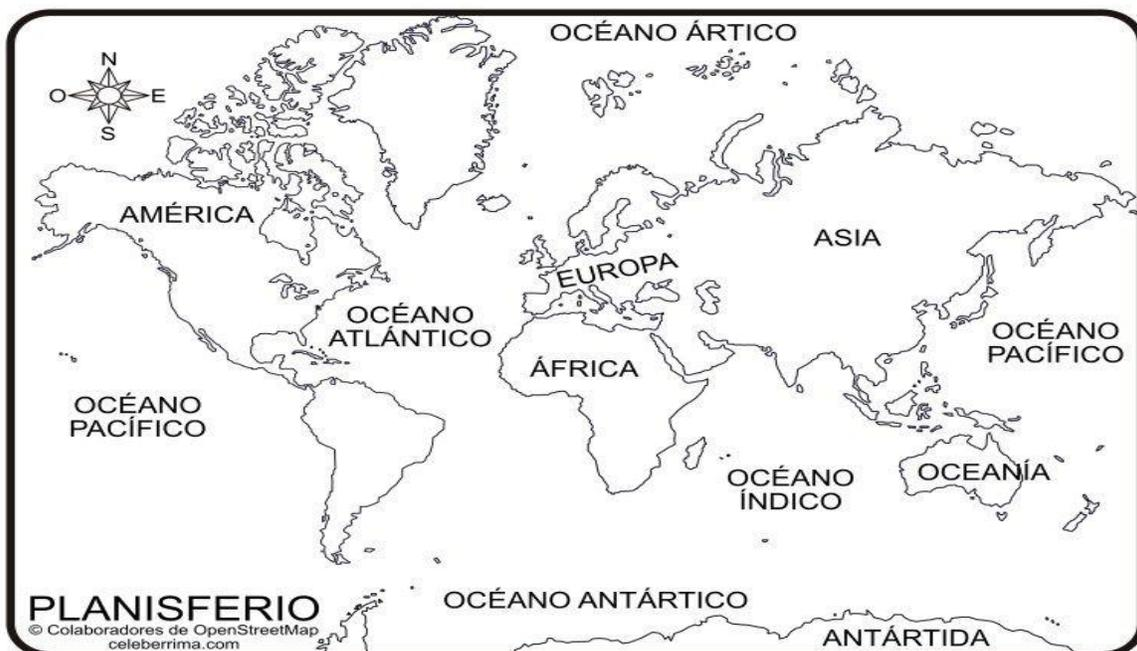 OCÉANO ÁRTICO
N
O
E
S
AMÉRICA
ASIA
EUROPA
OCÉANO
ATLÁNTICO
OCÉANO
PACÍFICO
ÁFRICA
OCÉANO
PACÍFICO
OCÉANO
ÍNDICO
OCEANÍA
OCÉANO ANTÁRTICO
PLANISFERIO
© Colaboradores de OpenStreetMap
celeberrima.com
ANTÁRTIDA